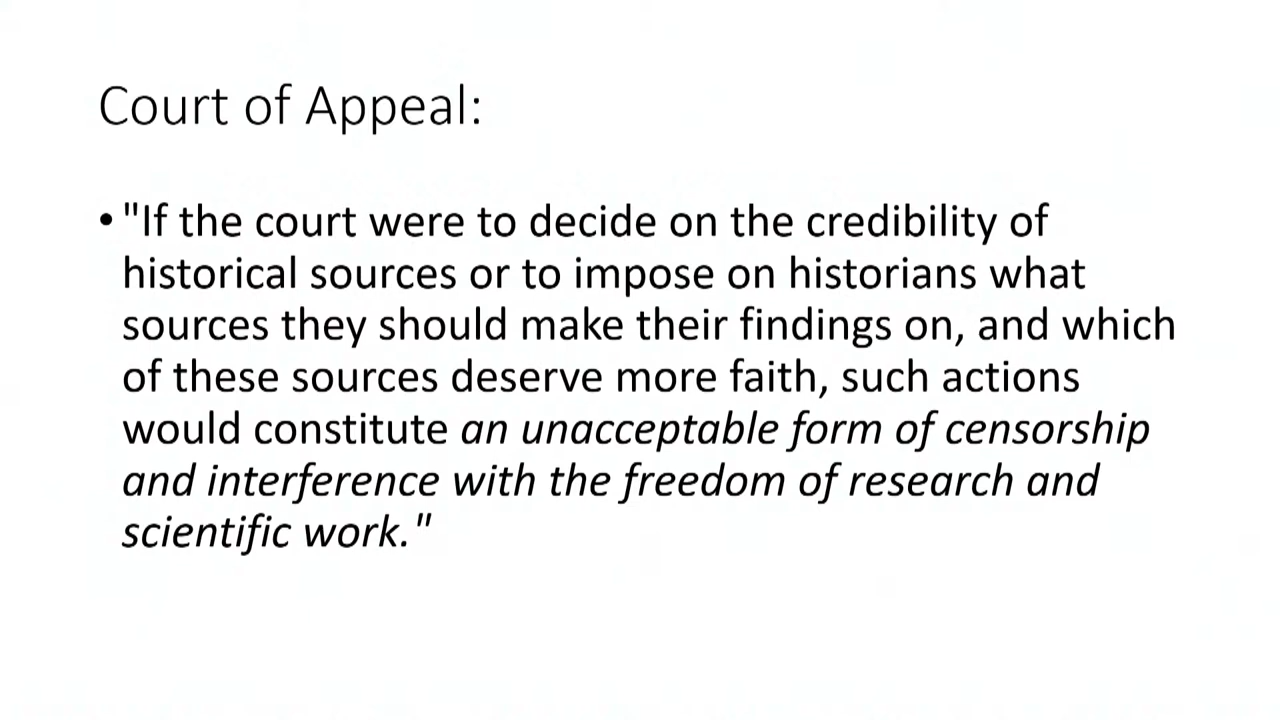 Court of Appeal:
• "If the court were to decide on the credibility of
historical sources or to impose on historians what
sources they should make their findings on, and which
of these sources deserve more faith, such actions
would constitute an unacceptable form of censorship
and interference with the freedom of research and
scientific work."